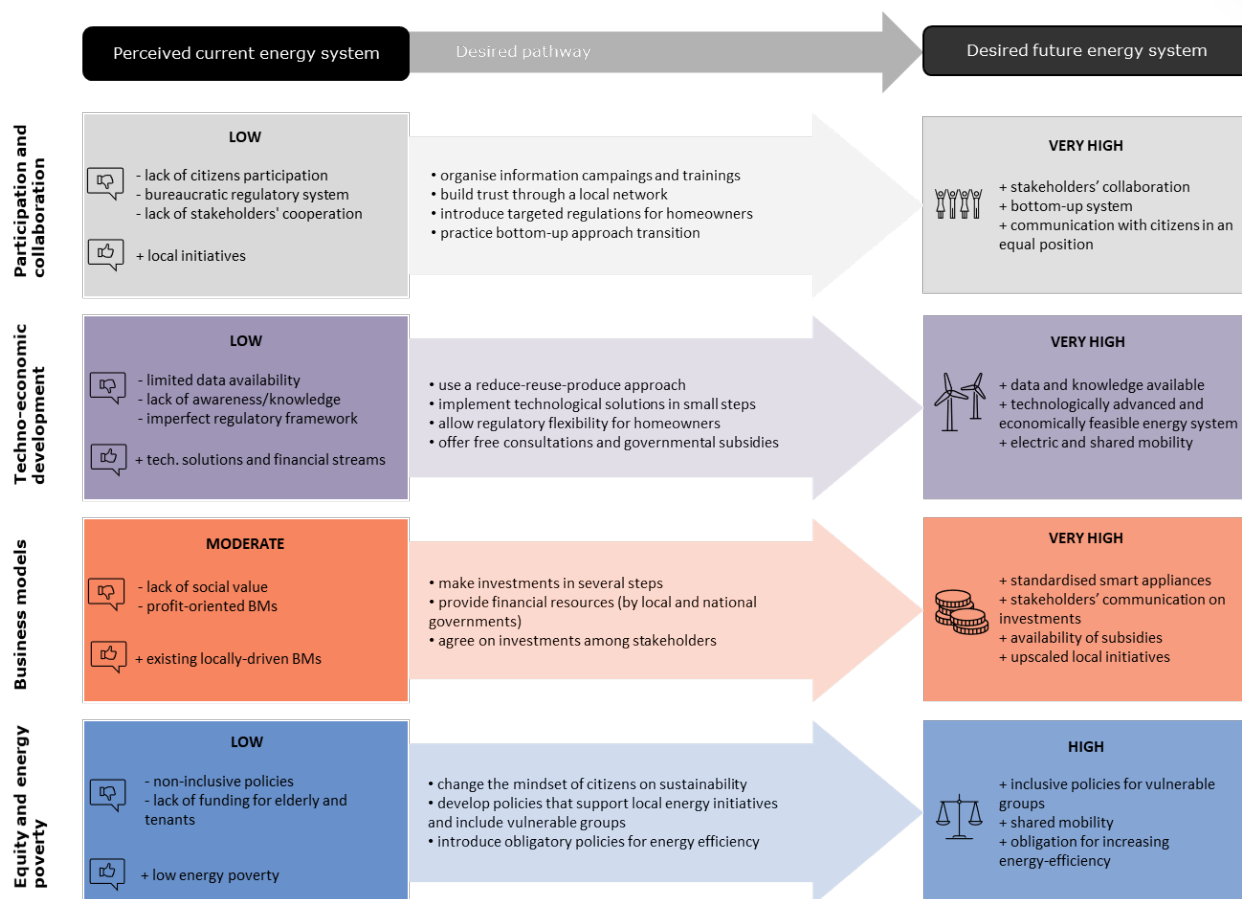 Perceived current energy system
Desired pathway
Desired future energy system
Participation and
collaboration
LOW
- lack of citizens participation
- bureaucratic regulatory system
- lack of stakeholders' cooperation
+ local initiatives
• organise information campaings and trainings
• build trust through a local network
• introduce targeted regulations for homeowners
• practice bottom-up approach transition
VERY HIGH
+ stakeholders’ collaboration
+ bottom-up system
+ communication with citizens in an
equal position
Techno-economic
development
LOW
- limited data availability
- lack of awareness/knowledge
- imperfect regulatory framework
+ tech. solutions and financial streams
• use a reduce-reuse-produce approach
• implement technological solutions in small steps
• allow regulatory flexibility for homeowners
• offer free consultations and governmental subsidies
VERY HIGH
+ data and knowledge available
+ technologically advanced and
economically feasible energy system
+ electric and shared mobility
Business models
MODERATE
- lack of social value
- profit-oriented BMs
+ existing locally-driven BMs
• make investments in several steps
• provide financial resources (by local and national
governments)
• agree on investments among stakeholders
VERY HIGH
+ standardised smart appliances
+ stakeholders’ communication on
investments
+ availability of subsidies
+ upscaled local initiatives
Equity and energy
poverty
LOW
- non-inclusive policies
- lack of funding for elderly and
tenants
+ low energy poverty
• change the mindset of citizens on sustainability
• develop policies that support local energy initiatives
and include vulnerable groups
• introduce obligatory policies for energy efficiency
HIGH
+ inclusive policies for vulnerable
groups
+ shared mobility
+ obligation for increasing
energy-efficiency